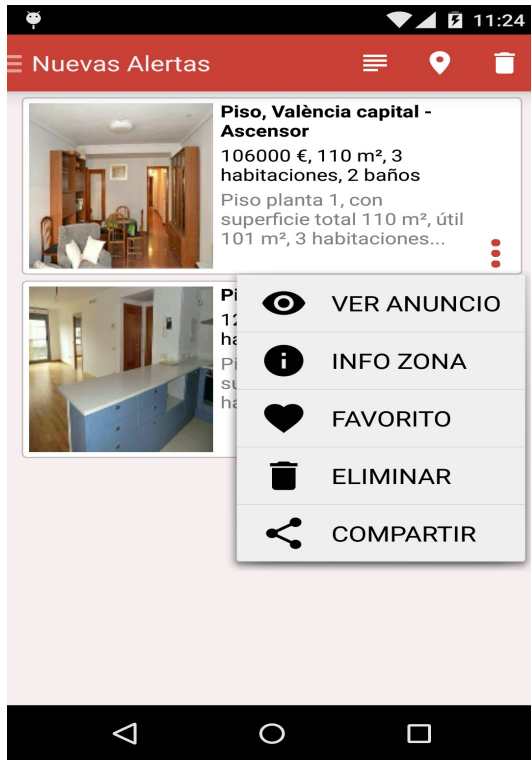 11:24
Nuevas Alertas
Piso, València capital -
Ascensor
106000 €, 110 m², 3
habitaciones, 2 baños
Piso planta 1, con
superficie total 110 m², útil
101 m², 3 habitaciones...
VER ANUNCIO
INFO ZONA
FAVORITO
ELIMINAR
COMPARTIR